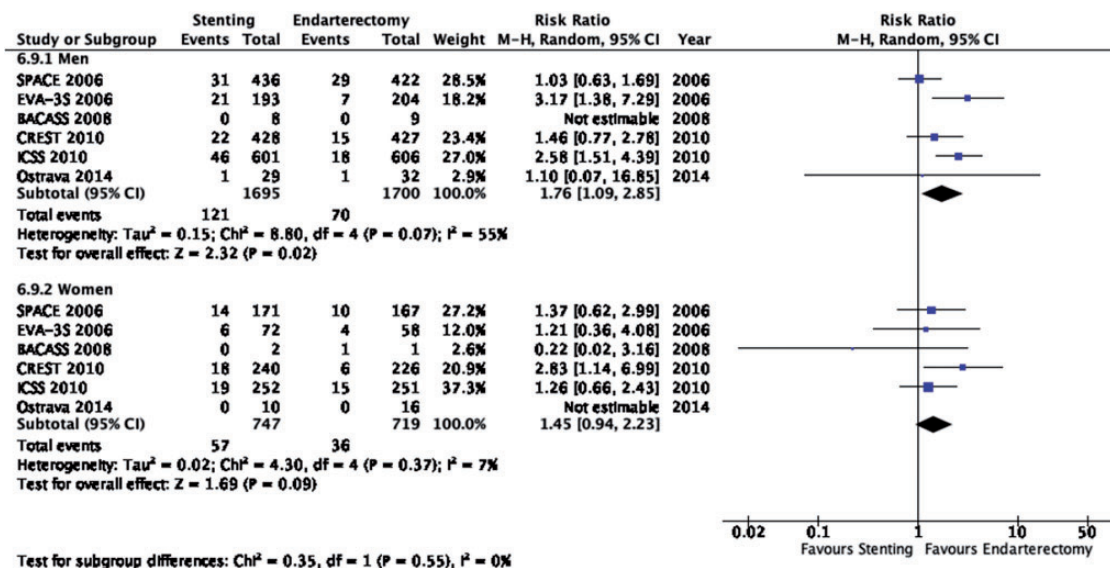 Stenting Endarterectomy Risk Ratio Risk Ratio
Study or Subgroup Events Total Events Total Weight M-H, Random, 95% CI Year M-H, Random, 95% CI
6.9.1 Men
SPACE 2006 31 436 29 422 28.5% 1.03 [0.63, 1.69] 2006
EVA-3S 2006 21 193 7 204 18.2% 3.17 [1.38, 7.29] 2006
BACASS 2008 0 8 0 9 Not estimable 2008
CREST 2010 22 428 15 427 23.4% 1.46 [0.77, 2.78] 2010
ICSS 2010 46 601 18 606 27.0% 2.58 [1.51, 4.39] 2010
Ostrava 2014 1 29 1 32 2.9% 1.10 [0.07, 16.85] 2014
Subtotal (95% CI) 1695 1700 100.0% 1.76 [1.09, 2.85]
Total events 121 70
Heterogeneity: Tau² = 0.15; Chi² = 8.80, df = 4 (P = 0.07); I² = 55%
Test for overall effect: Z = 2.32 (P = 0.02)
6.9.2 Women
SPACE 2006 14 171 10 167 27.2% 1.37 [0.62, 2.99] 2006
EVA-3S 2006 6 72 4 58 12.0% 1.21 [0.36, 4.08] 2006
BACASS 2008 0 2 1 1 2.6% 0.22 [0.02, 3.16] 2008
CREST 2010 18 240 6 226 20.9% 2.83 [1.14, 6.99] 2010
ICSS 2010 19 252 15 251 37.3% 1.26 [0.66, 2.43] 2010
Ostrava 2014 0 10 0 16 Not estimable 2014
Subtotal (95% CI) 747 719 100.0% 1.45 [0.94, 2.23]
Total events 57 36
Heterogeneity: Tau² = 0.02; Chi² = 4.30, df = 4 (P = 0.37); I² = 7%
Test for overall effect: Z = 1.69 (P = 0.09)
0.02 0.1 1 10 50
Favours Stenting Favours Endarterectomy
Test for subgroup differences: Chi² = 0.35, df = 1 (P = 0.55), I² = 0%